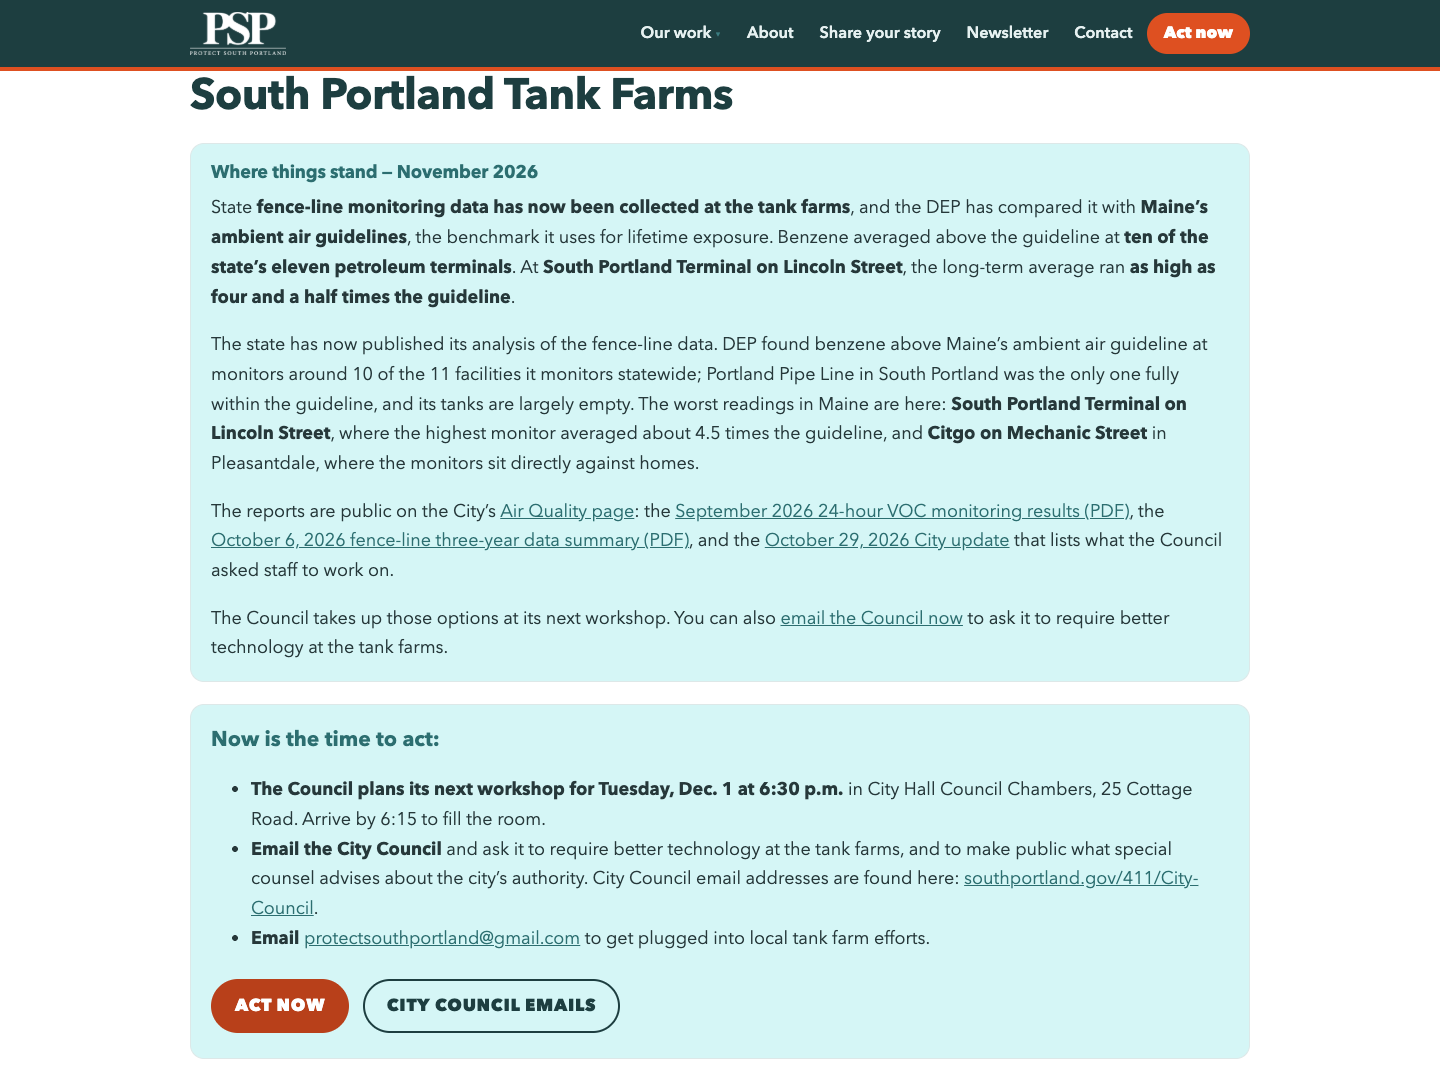 PSP
PROTECT SOUTH PORTLAND
Our work
About
Share your story
Newsletter
Contact
Act now
South Portland Tank Farms
Where things stand – November 2026
State fence-line monitoring data has now been collected at the tank farms, and the DEP has compared it with Maine’s
ambient air guidelines, the benchmark it uses for lifetime exposure. Benzene averaged above the guideline at ten of the
state’s eleven petroleum terminals. At South Portland Terminal on Lincoln Street, the long-term average ran as high as
four and a half times the guideline.
The state has now published its analysis of the fence-line data. DEP found benzene above Maine’s ambient air guideline at
monitors around 10 of the 11 facilities it monitors statewide; Portland Pipe Line in South Portland was the only one fully
within the guideline, and its tanks are largely empty. The worst readings in Maine are here: South Portland Terminal on
Lincoln Street, where the highest monitor averaged about 4.5 times the guideline, and Citgo on Mechanic Street in
Pleasantdale, where the monitors sit directly against homes.
The reports are public on the City’s Air Quality page: the September 2026 24-hour VOC monitoring results (PDF), the
October 6, 2026 fence-line three-year data summary (PDF), and the October 29, 2026 City update that lists what the Council
asked staff to work on.
The Council takes up those options at its next workshop. You can also email the Council now to ask it to require better
technology at the tank farms.
Now is the time to act:
• The Council plans its next workshop for Tuesday, Dec. 1 at 6:30 p.m. in City Hall Council Chambers, 25 Cottage
Road. Arrive by 6:15 to fill the room.
• Email the City Council and ask it to require better technology at the tank farms, and to make public what special
counsel advises about the city’s authority. City Council email addresses are found here: southportland.gov/411/City-
Council.
• Email protectsouthportland@gmail.com to get plugged into local tank farm efforts.
ACT NOW
CITY COUNCIL EMAILS